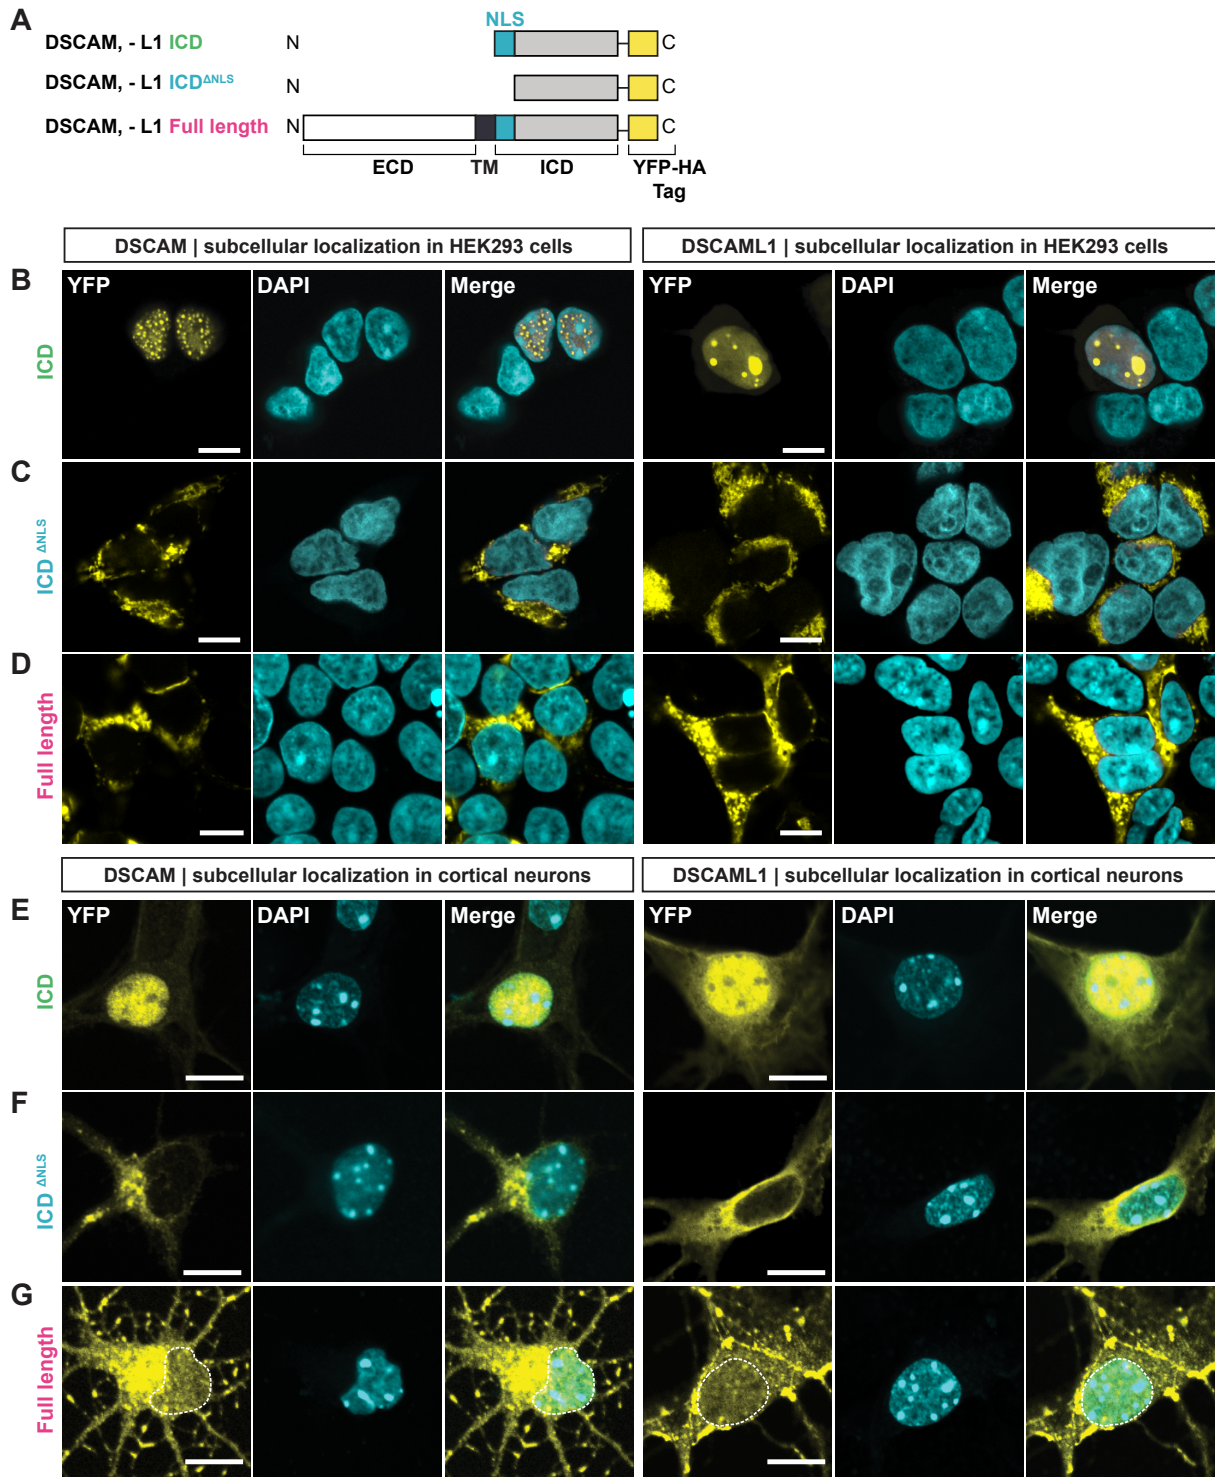 A
NLS
DSCAM, - L1 ICD N C
DSCAM, - L1 ICD^ΔNLS N C
DSCAM, - L1 Full length N C
ECD TM ICD YFP-HA
Tag
DSCAM | subcellular localization in HEK293 cells
DSCAML1 | subcellular localization in HEK293 cells
B
YFP DAPI Merge YFP DAPI Merge
ICD
C
ICD ^ΔNLS
D
Full length
DSCAM | subcellular localization in cortical neurons
DSCAML1 | subcellular localization in cortical neurons
E
YFP DAPI Merge YFP DAPI Merge
ICD
F
ICD ^ΔNLS
G
Full length